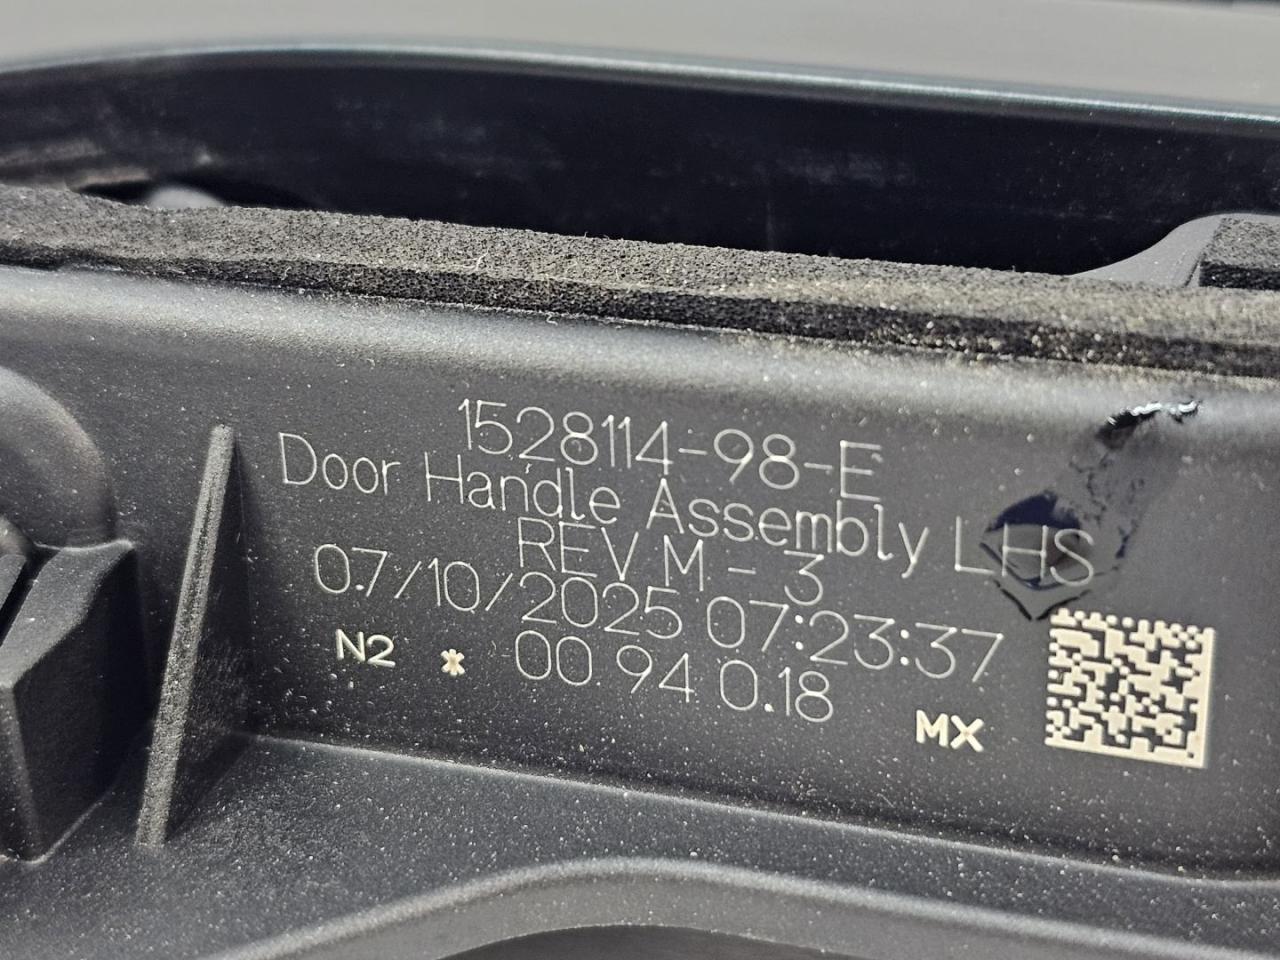 1528114-98-E
Door Handle Assembly LHS
REV M - 3
07/10/2025 07:23:37
N2 * 00 94 0.18
MX